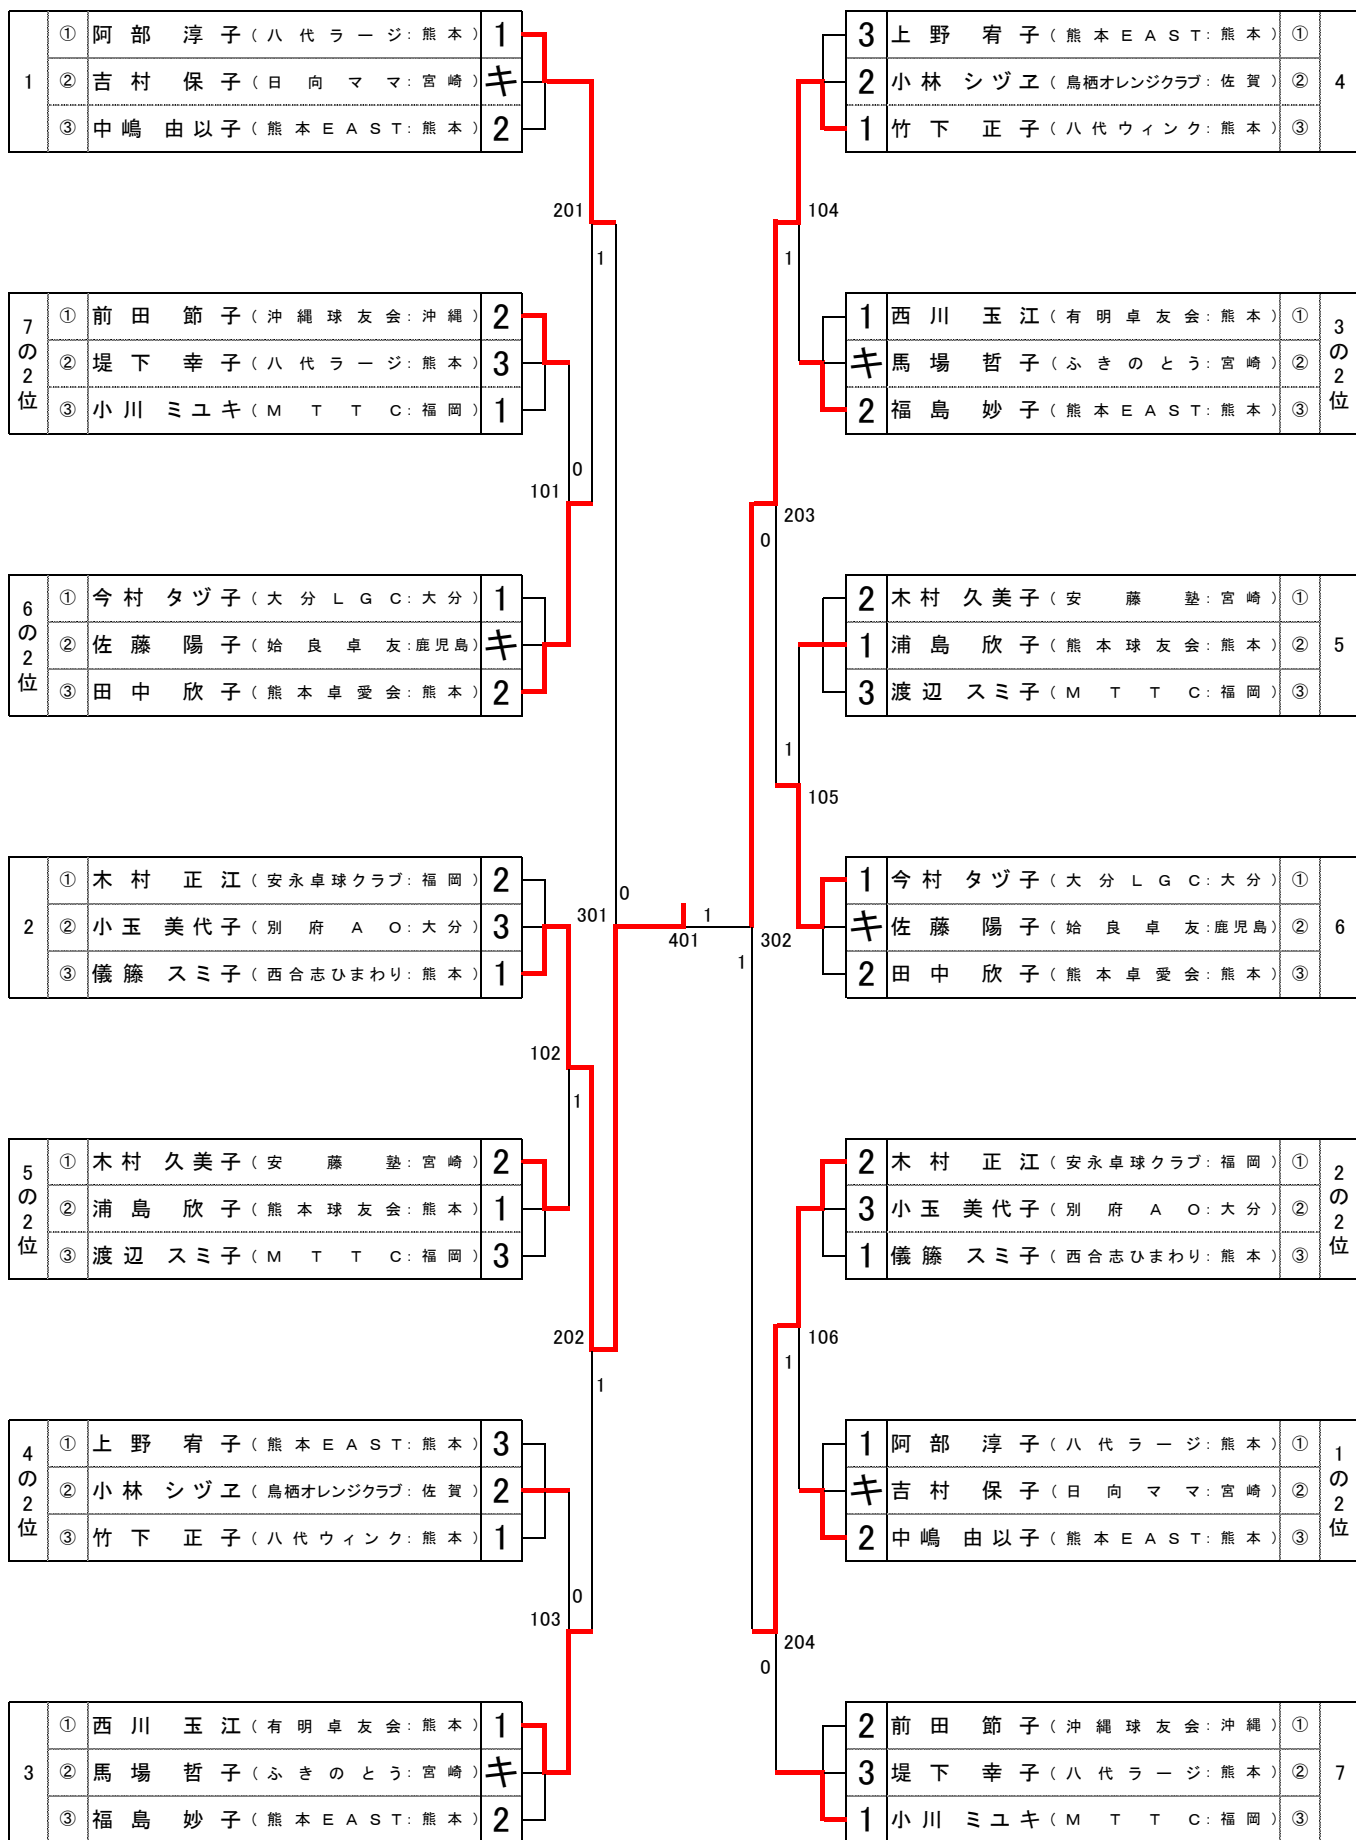 ① 阿部 淳子 (八代ラージ:熊本) 1
1 ② 吉村 保子 (日向ママ:宮崎) キ
③ 中嶋 由以子 (熊本EAST:熊本) 2
3 上野 宥子 (熊本EAST:熊本) ①
2 小林 シヅヱ (鳥栖オレンジクラブ:佐賀) ② 4
1 竹下 正子 (八代ウィンク:熊本) ③
201
104
1
1
7の2位
① 前田 節子 (沖縄球友会:沖縄) 2
② 堤下 幸子 (八代ラージ:熊本) 3
③ 小川 ミユキ (MTTC:福岡) 1
1 西川 玉江 (有明卓友会:熊本) ①
キ 馬場 哲子 (ふきのとう:宮崎) ②
2 福島 妙子 (熊本EAST:熊本) ③
3の2位
0
101
203
0
6の2位
① 今村 タヅ子 (大分LGC:大分) 1
② 佐藤 陽子 (姶良卓友:鹿児島) キ
③ 田中 欣子 (熊本卓愛会:熊本) 2
2 木村 久美子 (安藤塾:宮崎) ①
1 浦島 欣子 (熊本球友会:熊本) ② 5
3 渡辺 スミ子 (MTTC:福岡) ③
1
105
① 木村 正江 (安永卓球クラブ:福岡) 2
2 ② 小玉 美代子 (別府AO:大分) 3
③ 儀籐 スミ子 (西合志ひまわり:熊本) 1
0
301
1
401
302
1
1 今村 タヅ子 (大分LGC:大分) ①
キ 佐藤 陽子 (姶良卓友:鹿児島) ② 6
2 田中 欣子 (熊本卓愛会:熊本) ③
102
1
5の2位
① 木村 久美子 (安藤塾:宮崎) 2
② 浦島 欣子 (熊本球友会:熊本) 1
③ 渡辺 スミ子 (MTTC:福岡) 3
2 木村 正江 (安永卓球クラブ:福岡) ①
3 小玉 美代子 (別府AO:大分) ②
1 儀籐 スミ子 (西合志ひまわり:熊本) ③
2の2位
202
106
1
1
4の2位
① 上野 宥子 (熊本EAST:熊本) 3
② 小林 シヅヱ (鳥栖オレンジクラブ:佐賀) 2
③ 竹下 正子 (八代ウィンク:熊本) 1
1 阿部 淳子 (八代ラージ:熊本) ①
キ 吉村 保子 (日向ママ:宮崎) ②
2 中嶋 由以子 (熊本EAST:熊本) ③
1の2位
0
103
204
0
① 西川 玉江 (有明卓友会:熊本) 1
3 ② 馬場 哲子 (ふきのとう:宮崎) キ
③ 福島 妙子 (熊本EAST:熊本) 2
2 前田 節子 (沖縄球友会:沖縄) ①
3 堤下 幸子 (八代ラージ:熊本) ② 7
1 小川 ミユキ (MTTC:福岡) ③